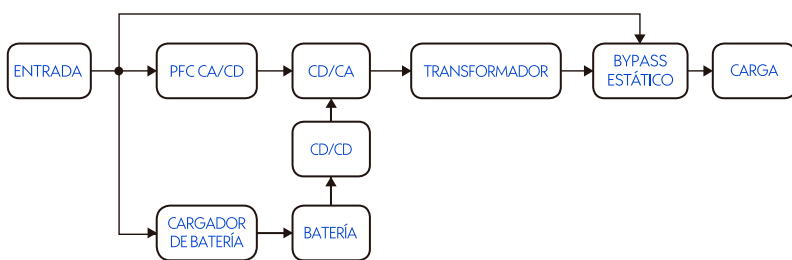 ENTRADA
PFC CA/CD
CD/CA
TRANSFORMADOR
BYPASS
ESTÁTICO
CARGA
CD/CD
CARGADOR
DE BATERÍA
BATERÍA